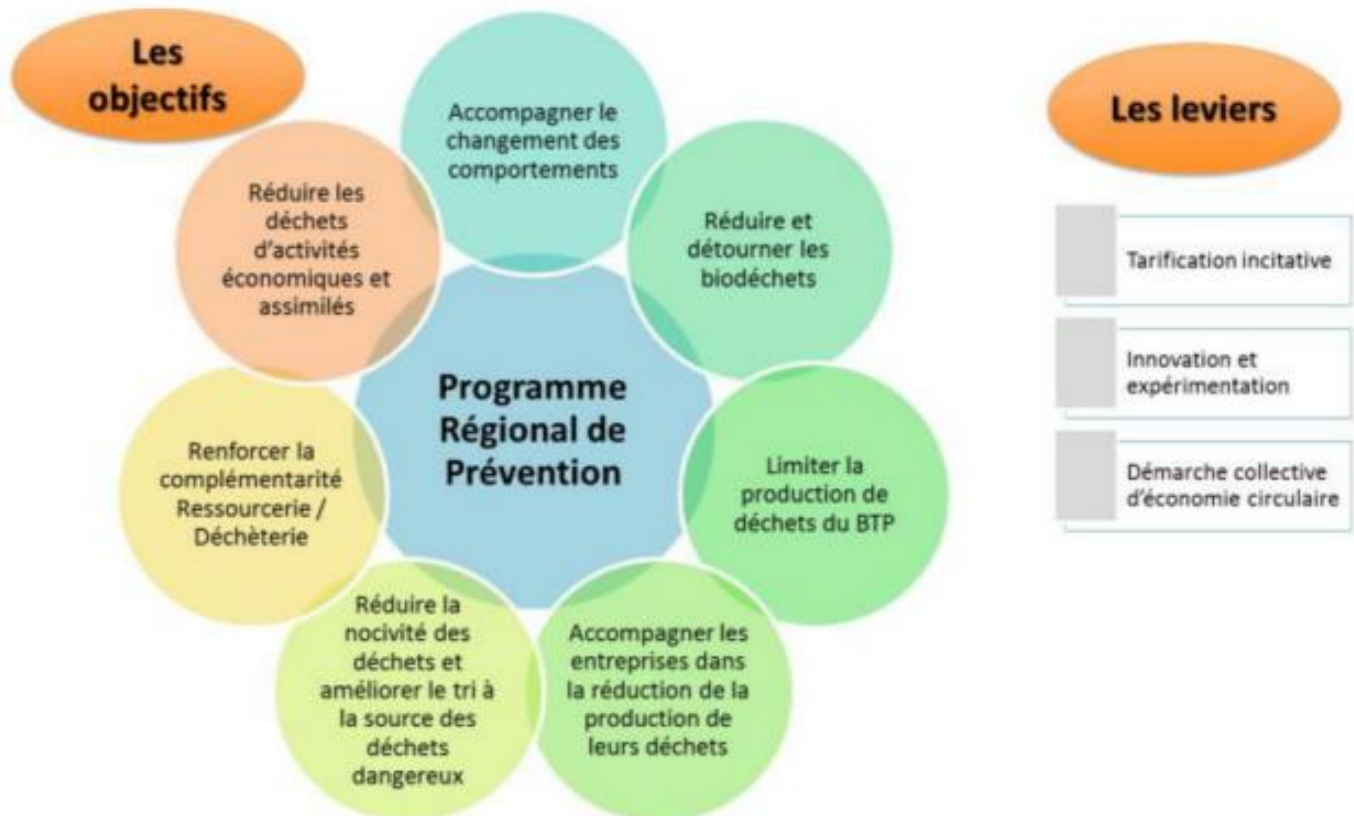 Les
objectifs
Accompagner le
changement des
comportements
Réduire et
détourner les
biodéchets
Limiter la
production de
déchets du BTP
Accompagner les
entreprises dans
la réduction de la
production de
leurs déchets
Réduire la
nocivité des
déchets et
améliorer le tri à
la source des
déchets
dangereux
Renforcer la
complémentarité
Ressourcerie /
Déchèterie
Réduire les
déchets
d'activités
économiques et
assimilés
Programme
Régional de
Prévention
Les leviers
Tarification incitative
Innovation et
expérimentation
Démarche collective
d'économie circulaire